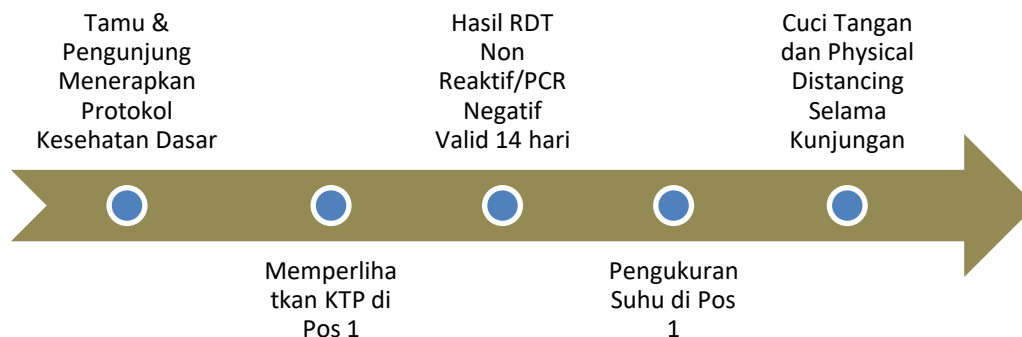 Tamu &
Pengunjung
Menerapkan
Protokol
Kesehatan Dasar
Memperliha
tkan KTP di
Pos 1
Hasil RDT
Non
Reaktif/PCR
Negatif
Valid 14 hari
Pengukuran
Suhu di Pos
1
Cuci Tangan
dan Physical
Distancing
Selama
Kunjungan